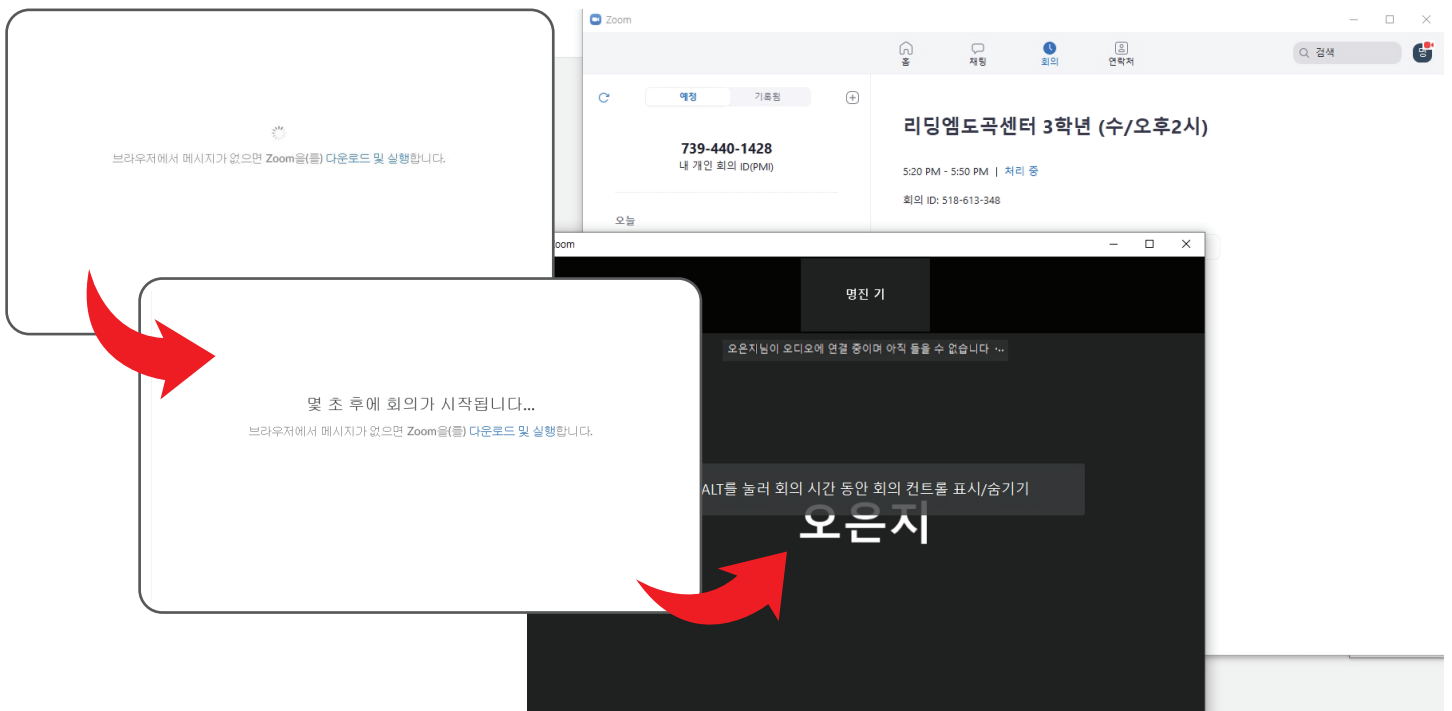 브라우저에서 메시지가 없으면 Zoom을(를) 다운로드 및 실행합니다.
몇 초 후에 회의가 시작됩니다...
브라우저에서 메시지가 없으면 Zoom을(를) 다운로드 및 실행합니다.
Zoom
홈
채팅
회의
연락처
검색
명
예정
기록됨
739-440-1428
내 개인 회의 ID(PMI)
오늘
리딩엠도곡센터 3학년 (수/오후2시)
5:20 PM - 5:50 PM | 처리 중
회의 ID: 518-613-348
oom
명진 기
오은지님이 오디오에 연결 중이며 아직 들을 수 없습니다 ·..
ALT를 눌러 회의 시간 동안 회의 컨트롤 표시/숨기기
오은지